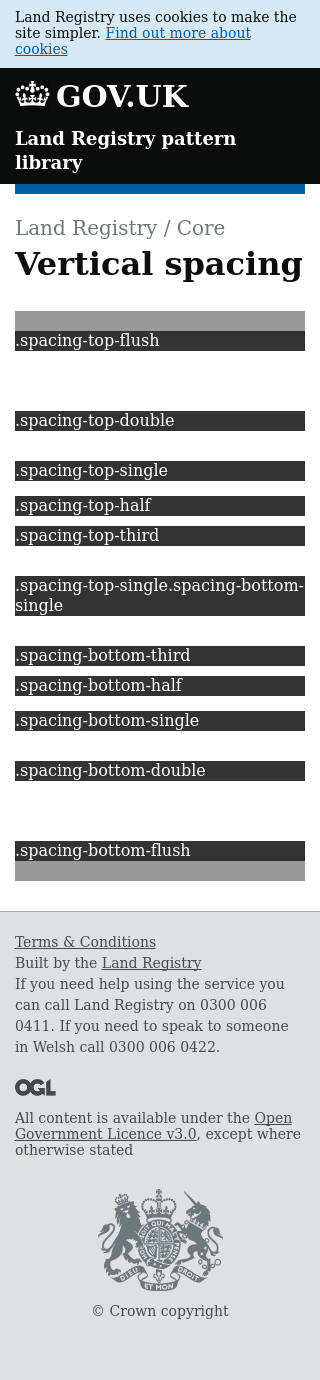 Land Registry uses cookies to make the
site simpler. Find out more about
cookies
GOV.UK
Land Registry pattern
library
Land Registry / Core
Vertical spacing
.spacing-top-flush
.spacing-top-double
.spacing-top-single
.spacing-top-half
.spacing-top-third
.spacing-top-single.spacing-bottom-
single
.spacing-bottom-third
.spacing-bottom-half
.spacing-bottom-single
.spacing-bottom-double
.spacing-bottom-flush
Terms & Conditions
Built by the Land Registry
If you need help using the service you
can call Land Registry on 0300 006
0411. If you need to speak to someone
in Welsh call 0300 006 0422.
OGL
All content is available under the Open
Government Licence v3.0, except where
otherwise stated
© Crown copyright